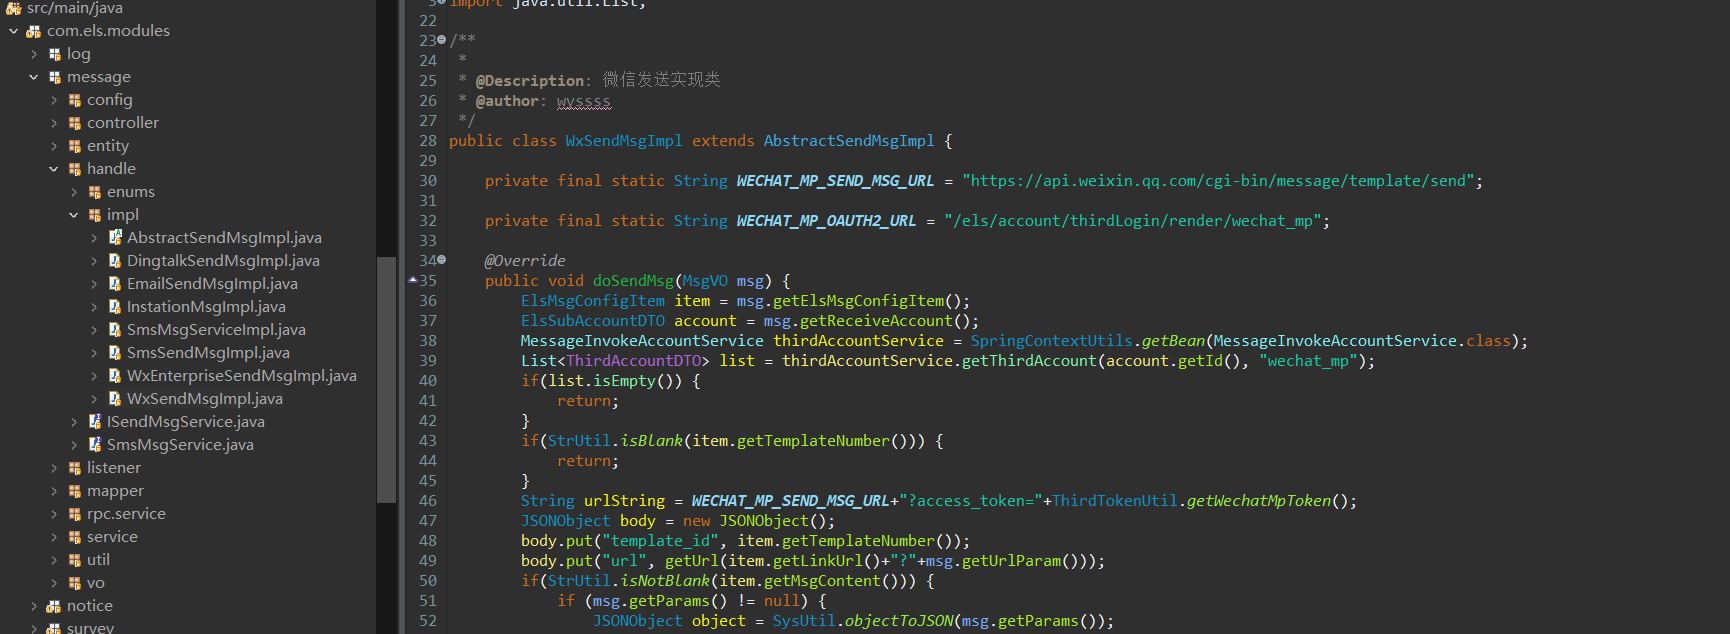 src/main/java
com.els.modules
log
message
config
controller
entity
handle
enums
impl
AbstractSendMsgImpl.java
DingtalkSendMsgImpl.java
EmailSendMsgImpl.java
InstationMsgImpl.java
SmsMsgServiceImpl.java
SmsSendMsgImpl.java
WxEnterpriseSendMsgImpl.java
WxSendMsgImpl.java
ISendMsgService.java
SmsMsgService.java
listener
mapper
rpc.service
service
util
vo
notice
survey
3 import java.util.List;
22
23 /**
24  *
25  * @Description: 微信发送实现类
26  * @author: wyssss
27  */
28 public class WxSendMsgImpl extends AbstractSendMsgImpl {
29
30     private final static String WECHAT_MP_SEND_MSG_URL = "https://api.weixin.qq.com/cgi-bin/message/template/send";
31
32     private final static String WECHAT_MP_OAUTH2_URL = "/els/account/thirdLogin/render/wechat_mp";
33
34     @Override
35     public void doSendMsg(MsgVO msg) {
36         ElsMsgConfigItem item = msg.getElsMsgConfigItem();
37         ElsSubAccountDTO account = msg.getReceiveAccount();
38         MessageInvokeAccountService thirdAccountService = SpringContextUtils.getBean(MessageInvokeAccountService.class);
39         List<ThirdAccountDTO> list = thirdAccountService.getThirdAccount(account.getId(), "wechat_mp");
40         if(list.isEmpty()) {
41             return;
42         }
43         if(StrUtil.isBlank(item.getTemplateNumber())) {
44             return;
45         }
46         String urlString = WECHAT_MP_SEND_MSG_URL+"?access_token="+ThirdTokenUtil.getWechatMpToken();
47         JSONObject body = new JSONObject();
48         body.put("template_id", item.getTemplateNumber());
49         body.put("url", getUrl(item.getLinkUrl()+"?"+msg.getUrlParam()));
50         if(StrUtil.isNotBlank(item.getMsgContent())) {
51             if (msg.getParams() != null) {
52                 JSONObject object = SysUtil.objectToJSON(msg.getParams());